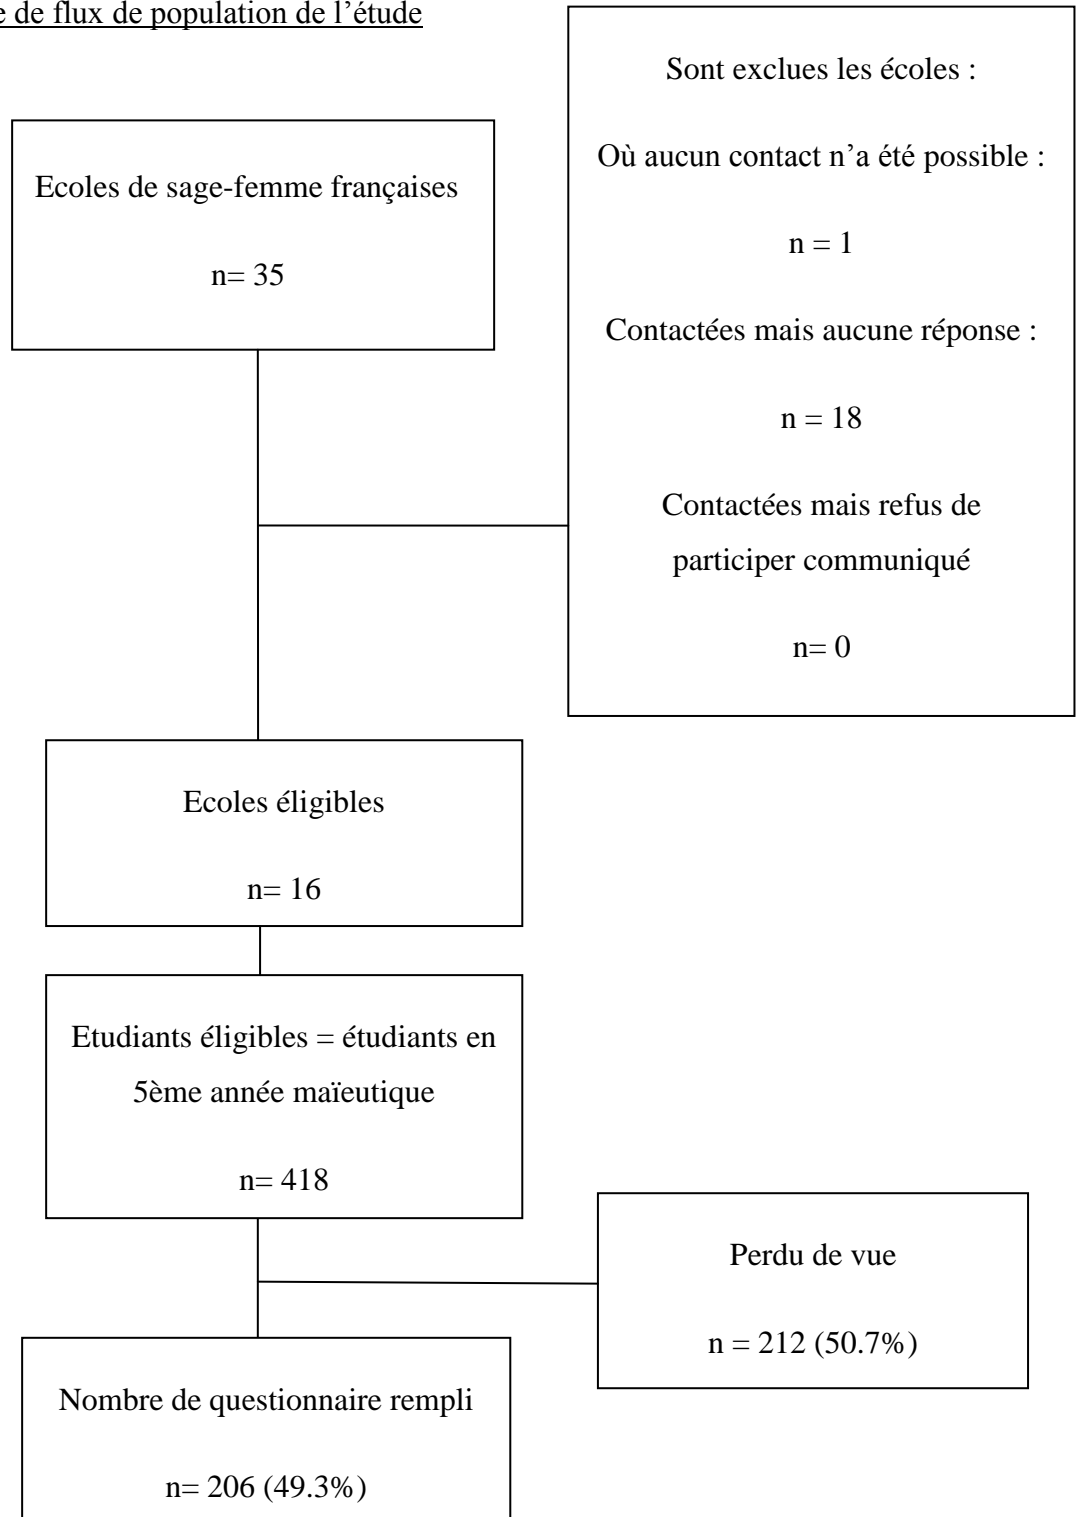 de flux de population de l'étude
Sont exclues les écoles :
Où aucun contact n'a été possible :
n = 1
Contactées mais aucune réponse :
n = 18
Contactées mais refus de
participer communiqué
n= 0
Ecoles de sage-femme françaises
n= 35
Ecoles éligibles
n= 16
Etudiants éligibles = étudiants en
5ème année maïeutique
n= 418
Perdu de vue
n = 212 (50.7%)
Nombre de questionnaire rempli
n= 206 (49.3%)